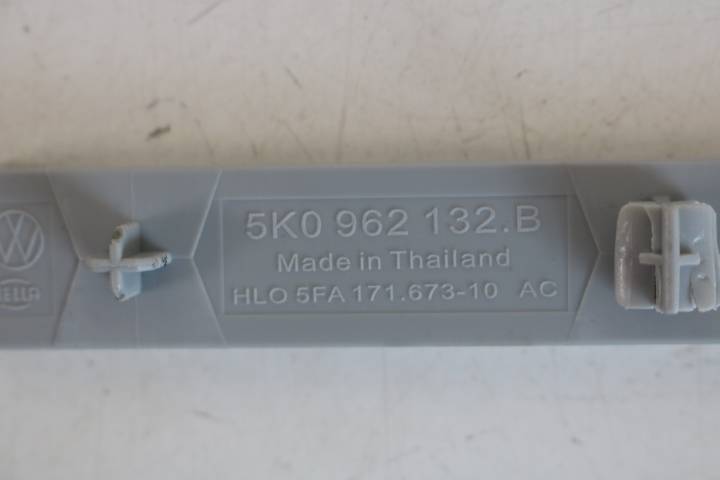 5K0 962 132.B
Made in Thailand
HLO 5FA 171.673-10 AC